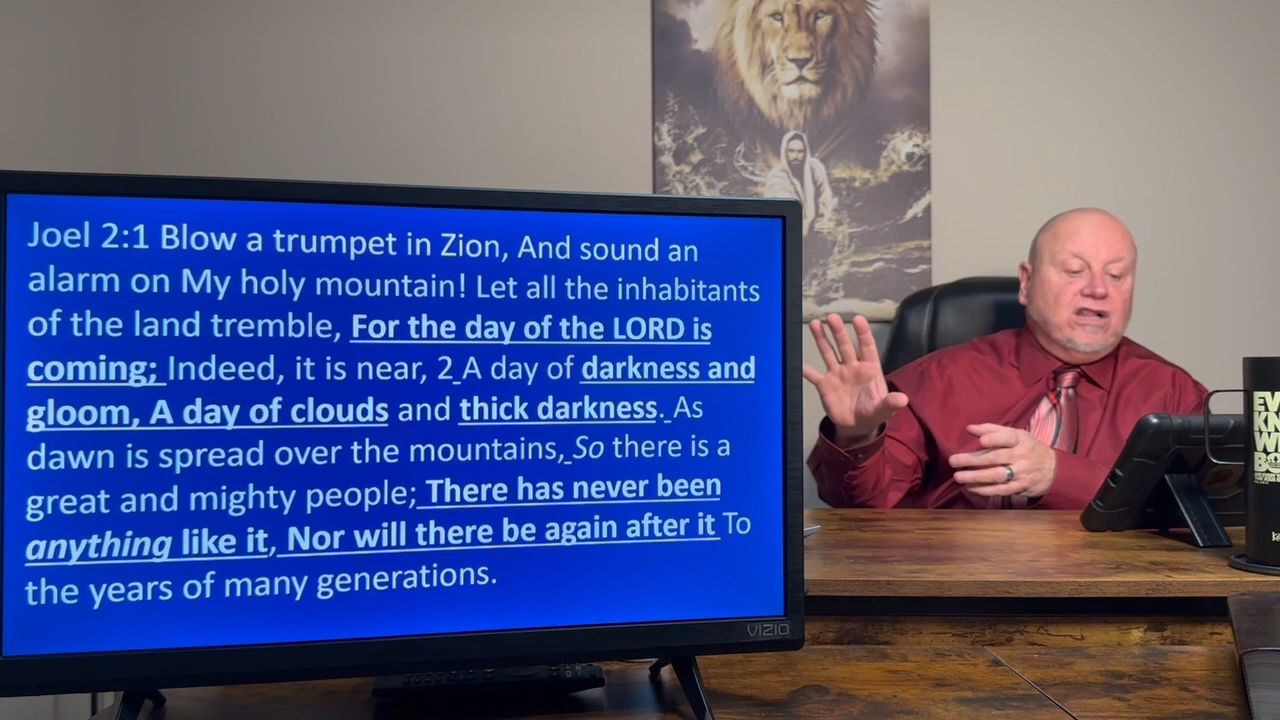 Joel 2:1 Blow a trumpet in Zion, And sound an
alarm on My holy mountain! Let all the inhabitants
of the land tremble, For the day of the LORD is
coming; Indeed, it is near, 2 A day of darkness and
gloom, A day of clouds and thick darkness. As
dawn is spread over the mountains, So there is a
great and mighty people; There has never been
anything like it, Nor will there be again after it To
the years of many generations.
VIZIO